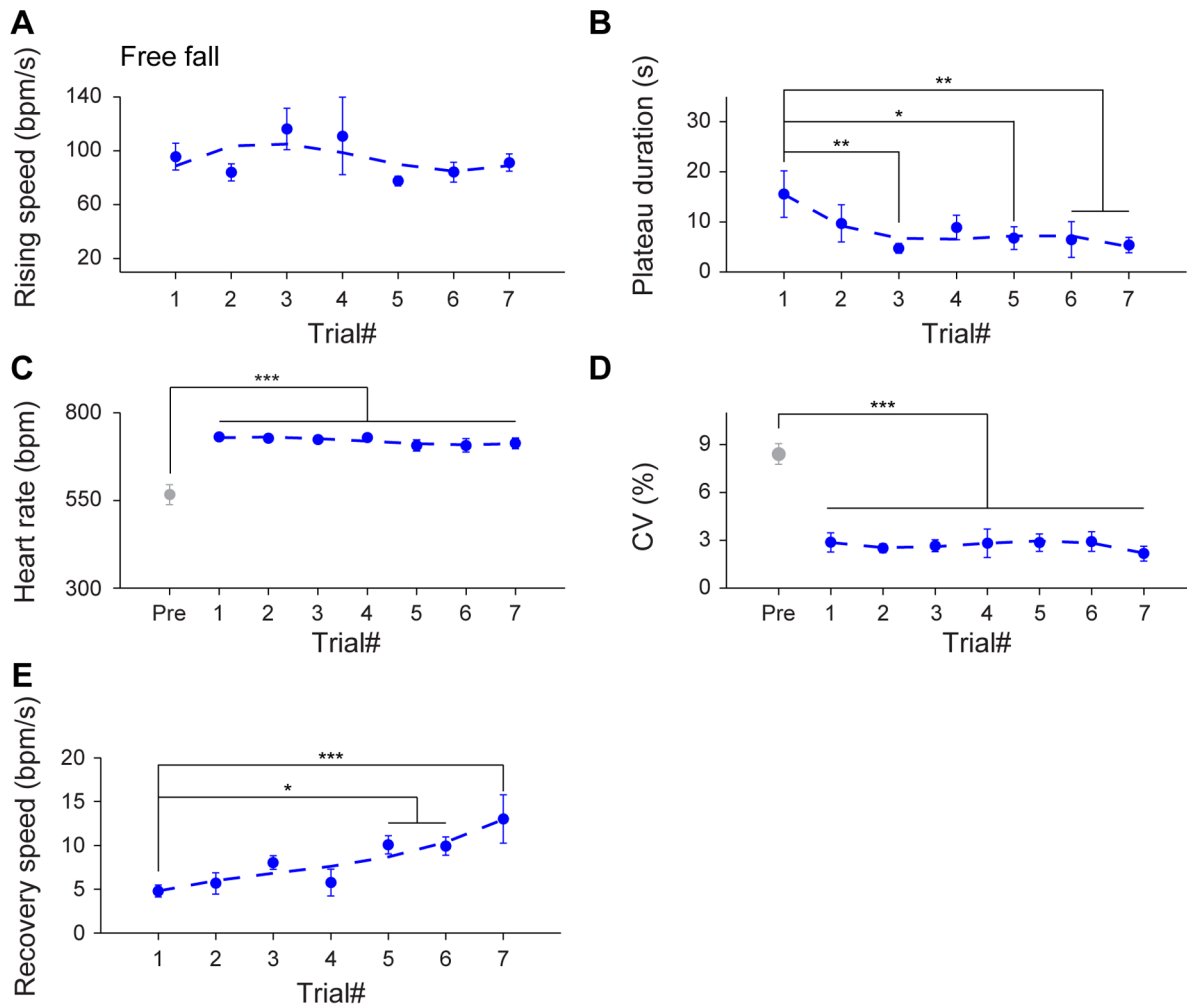 A
Free fall
Rising speed (bpm/s)
140
100
60
20
1 2 3 4 5 6 7
Trial#
B
Plateau duration (s)
30
20
10
0
**
*
**
1 2 3 4 5 6 7
Trial#
C
Heart rate (bpm)
800
550
300
***
Pre 1 2 3 4 5 6 7
Trial#
D
CV (%)
9
6
3
0
***
Pre 1 2 3 4 5 6 7
Trial#
E
Recovery speed (bpm/s)
20
15
10
5
0
***
*
1 2 3 4 5 6 7
Trial#